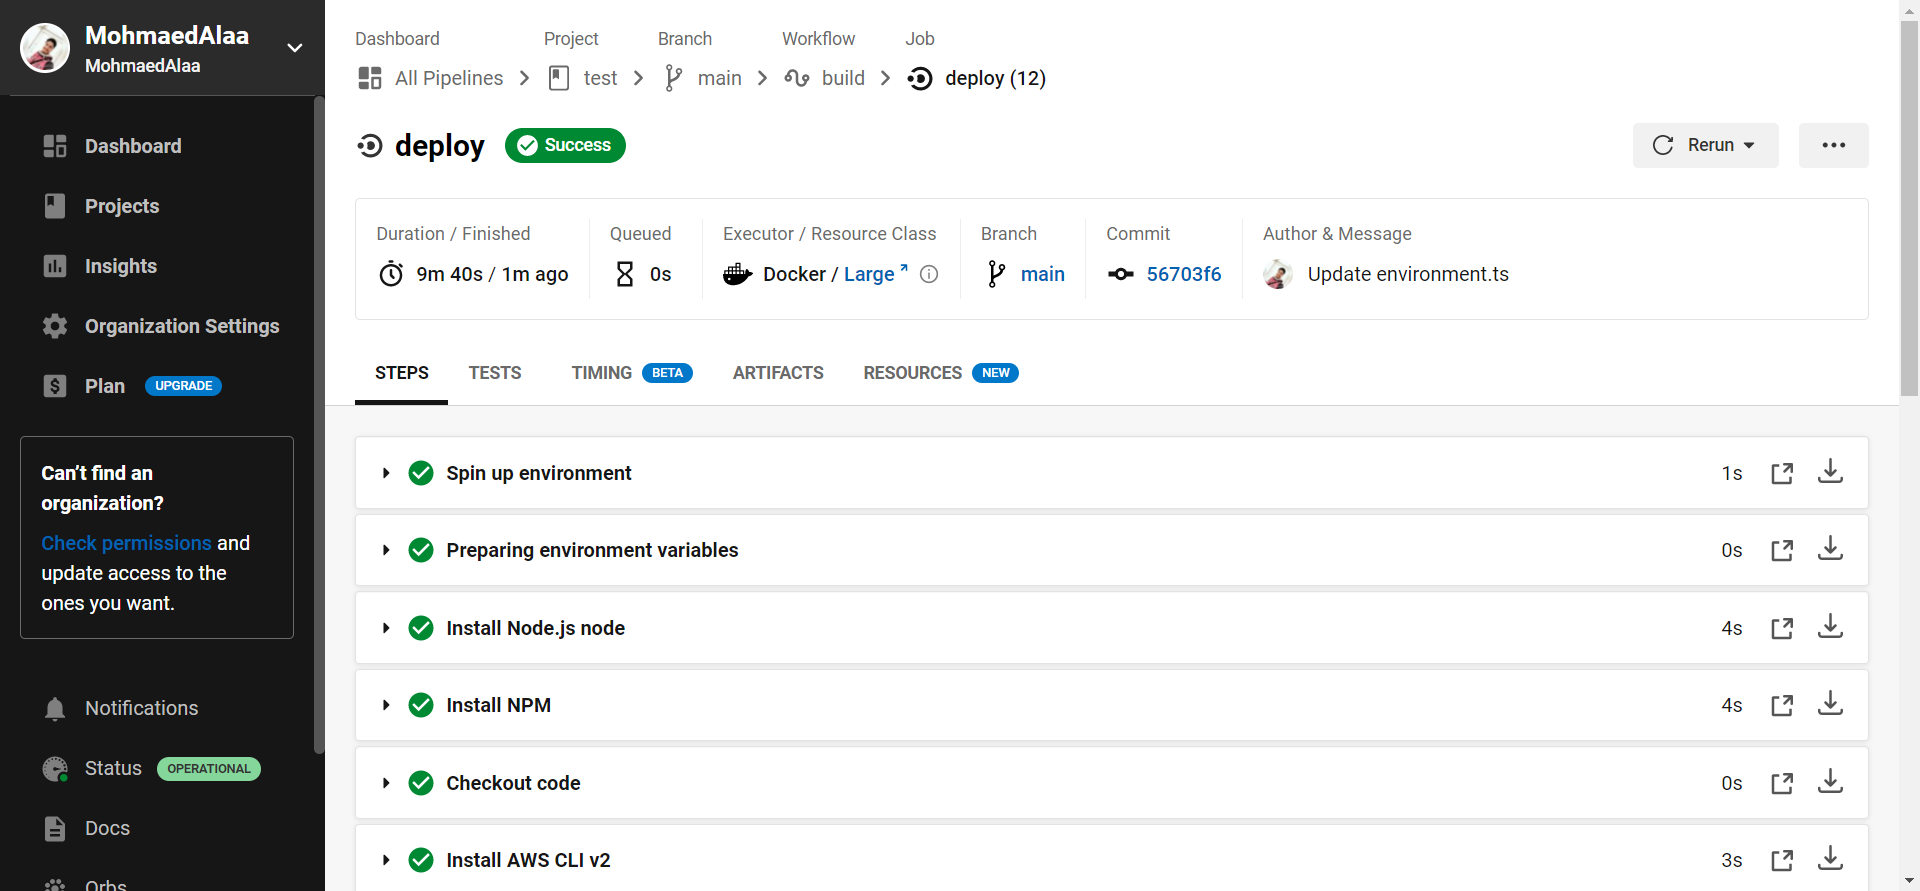 MohmaedAlaa
MohmaedAlaa
Dashboard
Projects
Insights
Organization Settings
Plan UPGRADE
Can’t find an
organization?
Check permissions and
update access to the
ones you want.
Notifications
Status OPERATIONAL
Docs
Orbs
Dashboard Project Branch Workflow Job
All Pipelines test main build deploy (12)
deploy Success
Rerun
Duration / Finished Queued Executor / Resource Class Branch Commit Author & Message
9m 40s / 1m ago 0s Docker / Large main 56703f6 Update environment.ts
STEPS TESTS TIMING BETA ARTIFACTS RESOURCES NEW
Spin up environment 1s
Preparing environment variables 0s
Install Node.js node 4s
Install NPM 4s
Checkout code 0s
Install AWS CLI v2 3s